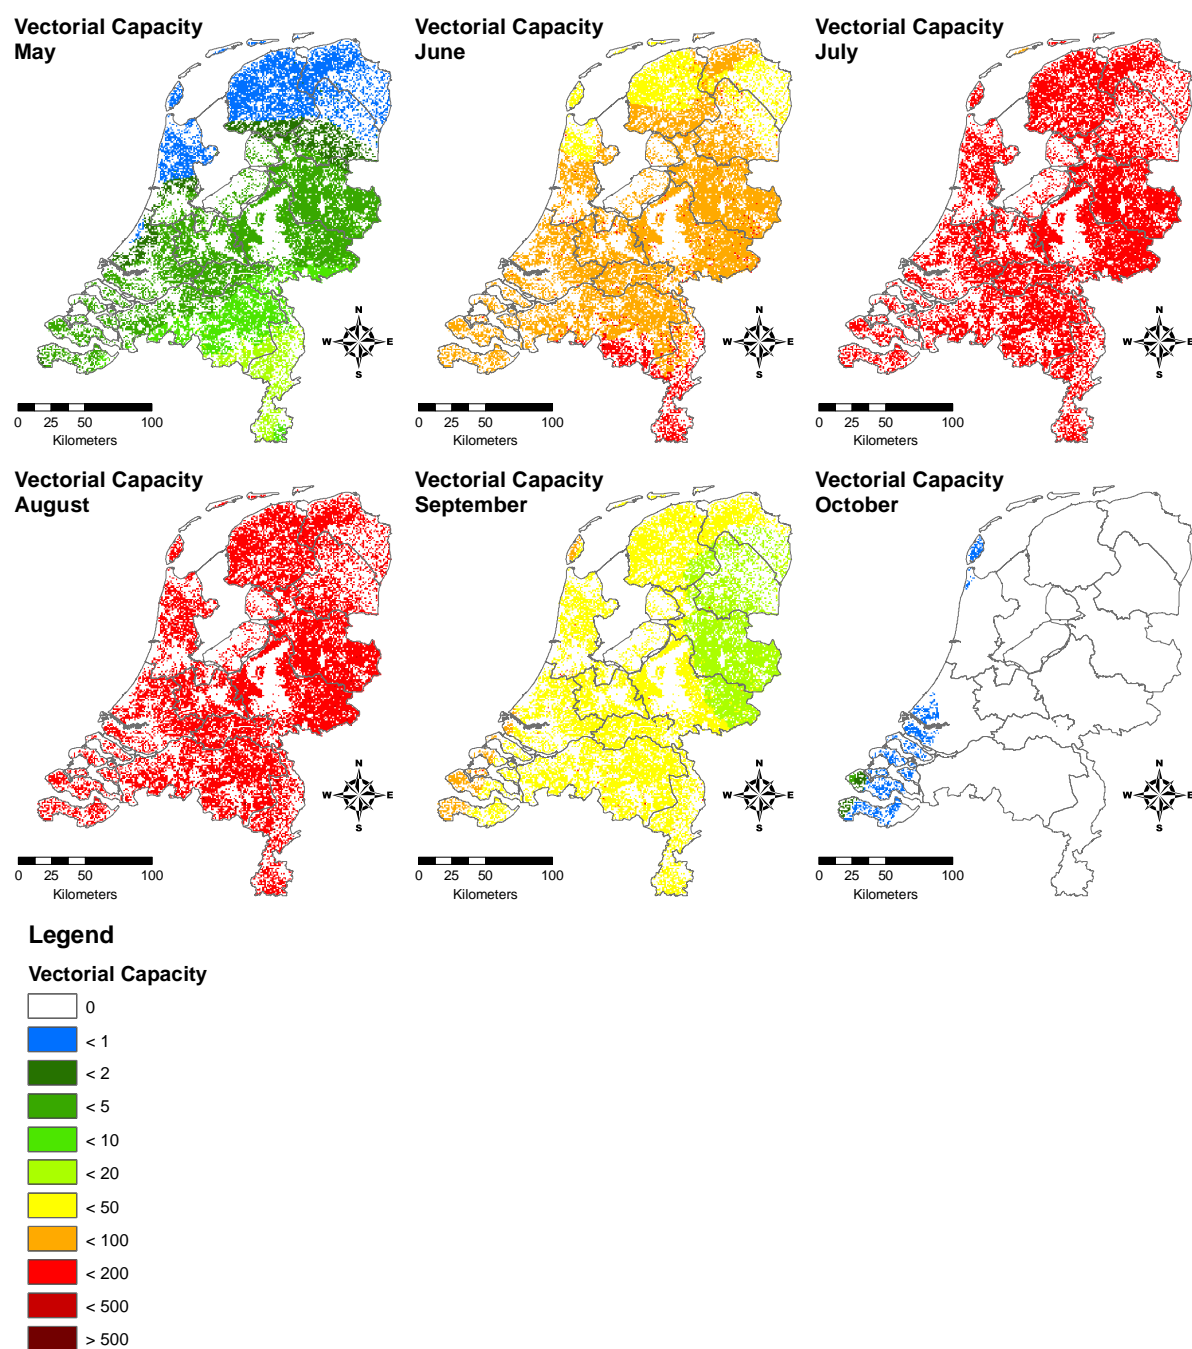 Vectorial Capacity
May
N
W E
S
0 25 50 100
Kilometers
Vectorial Capacity
June
N
W E
S
0 25 50 100
Kilometers
Vectorial Capacity
July
N
W E
S
0 25 50 100
Kilometers
Vectorial Capacity
August
N
W E
S
0 25 50 100
Kilometers
Vectorial Capacity
September
N
W E
S
0 25 50 100
Kilometers
Vectorial Capacity
October
N
W E
S
0 25 50 100
Kilometers
Legend
Vectorial Capacity
0
< 1
< 2
< 5
< 10
< 20
< 50
< 100
< 200
< 500
> 500